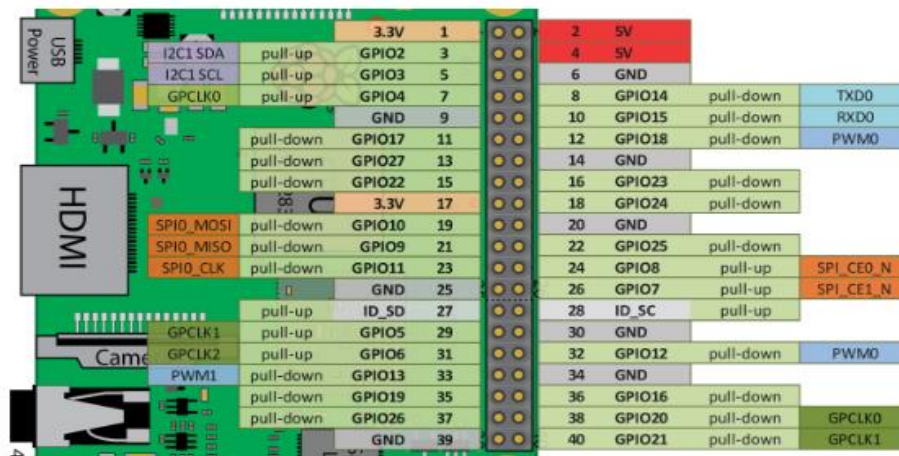 USB Power
HDMI
Came
3.3V 1 2 5V
I2C1 SDA pull-up GPIO2 3 4 5V
I2C1 SCL pull-up GPIO3 5 6 GND
GPCLK0 pull-up GPIO4 7 8 GPIO14 pull-down TXD0
GND 9 10 GPIO15 pull-down RXD0
pull-down GPIO17 11 12 GPIO18 pull-down PWM0
pull-down GPIO27 13 14 GND
pull-down GPIO22 15 16 GPIO23 pull-down
3.3V 17 18 GPIO24 pull-down
SPI0_MOSI pull-down GPIO10 19 20 GND
SPI0_MISO pull-down GPIO9 21 22 GPIO25 pull-down
SPI0_CLK pull-down GPIO11 23 24 GPIO8 pull-up SPI_CE0_N
GND 25 26 GPIO7 pull-up SPI_CE1_N
pull-up ID_SD 27 28 ID_SC pull-up
GPCLK1 pull-up GPIO5 29 30 GND
GPCLK2 pull-up GPIO6 31 32 GPIO12 pull-down PWM0
PWM1 pull-down GPIO13 33 34 GND
pull-down GPIO19 35 36 GPIO16 pull-down
pull-down GPIO26 37 38 GPIO20 pull-down GPCLK0
GND 39 40 GPIO21 pull-down GPCLK1